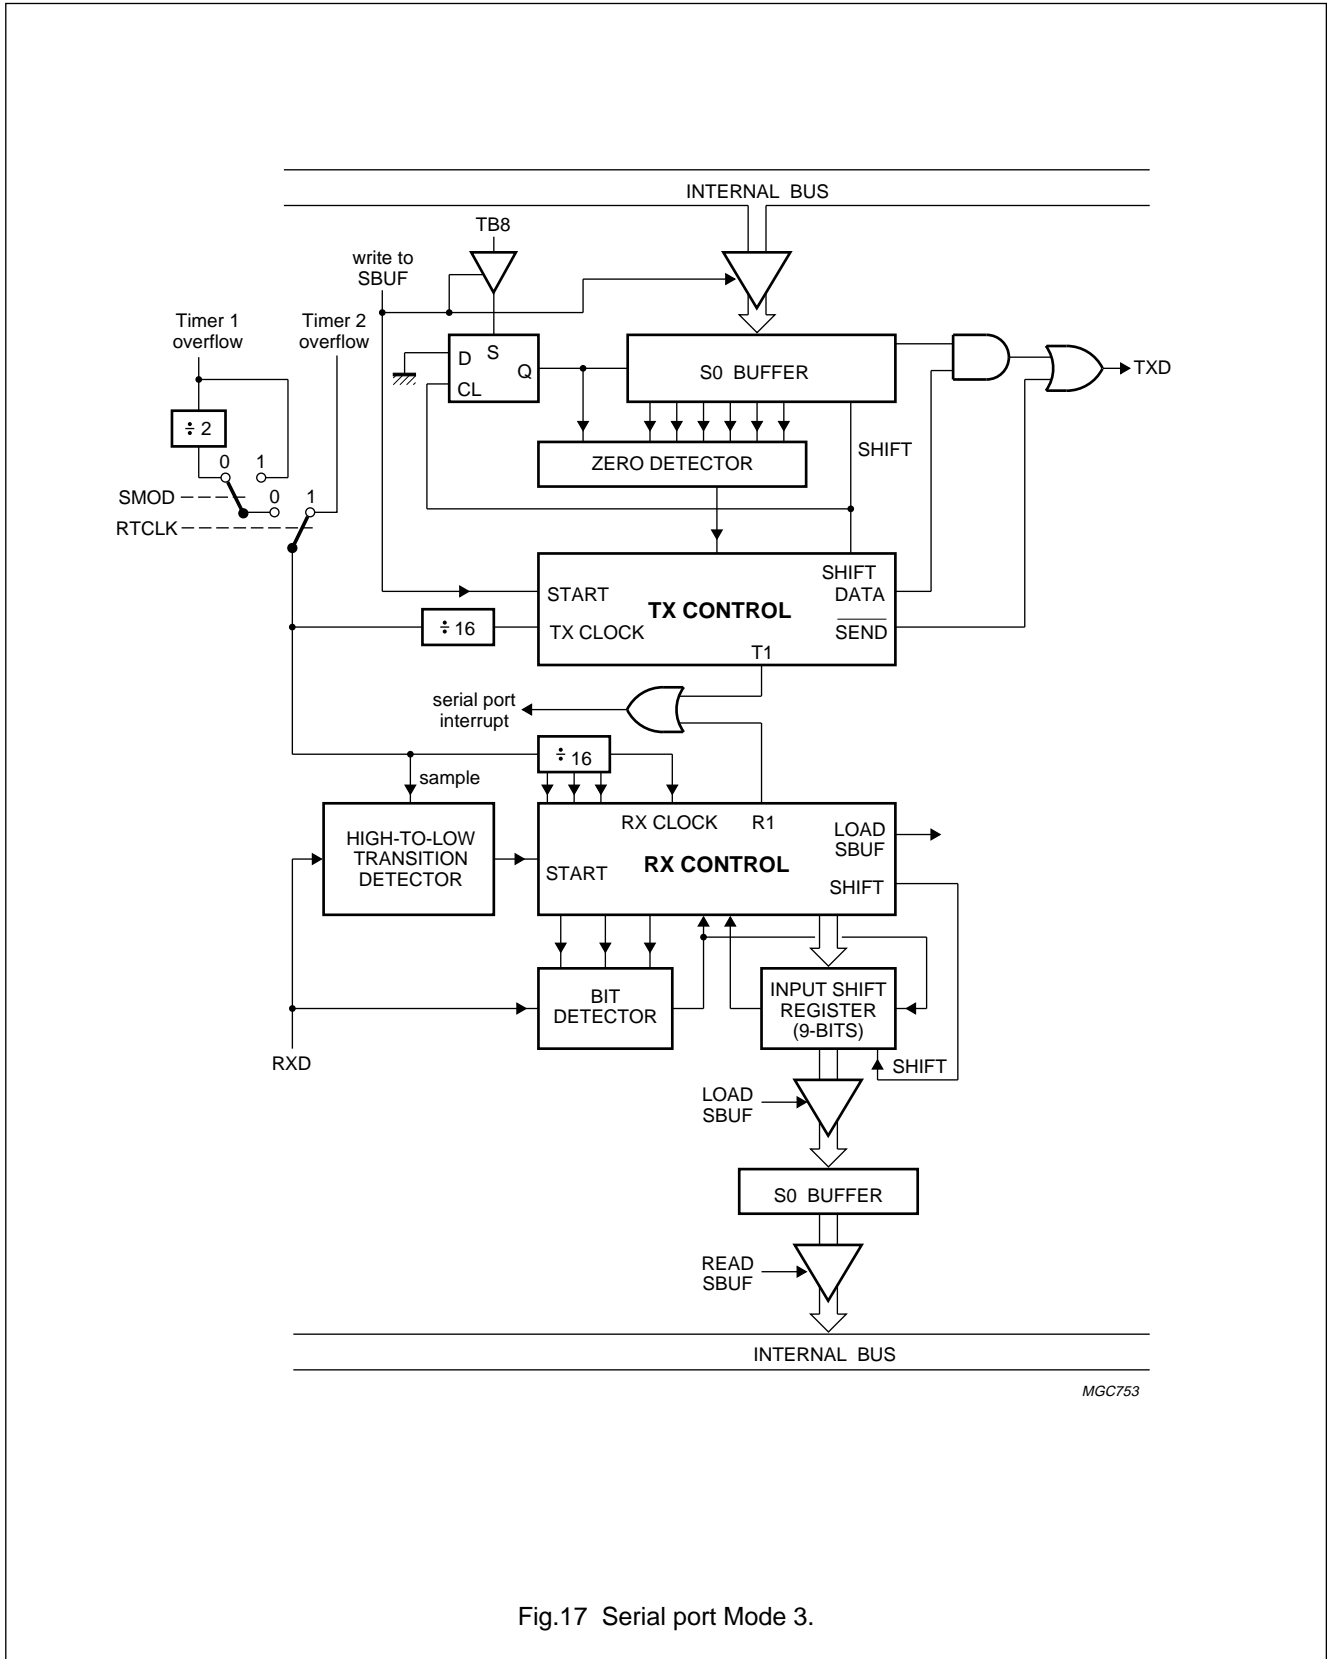 INTERNAL BUS
TB8
write to
SBUF
Timer 1
overflow
Timer 2
overflow
D
S
Q
CL
S0 BUFFER
TXD
÷ 2
0
1
ZERO DETECTOR
SHIFT
SMOD
0
1
RTCLK
START
TX CONTROL
SHIFT
DATA
÷ 16
TX CLOCK
SEND
T1
serial port
interrupt
÷ 16
sample
HIGH-TO-LOW
TRANSITION
DETECTOR
RX CLOCK
R1
LOAD
SBUF
START
RX CONTROL
SHIFT
BIT
DETECTOR
INPUT SHIFT
REGISTER
(9-BITS)
RXD
SHIFT
LOAD
SBUF
S0 BUFFER
READ
SBUF
INTERNAL BUS
MGC753
Fig.17 Serial port Mode 3.